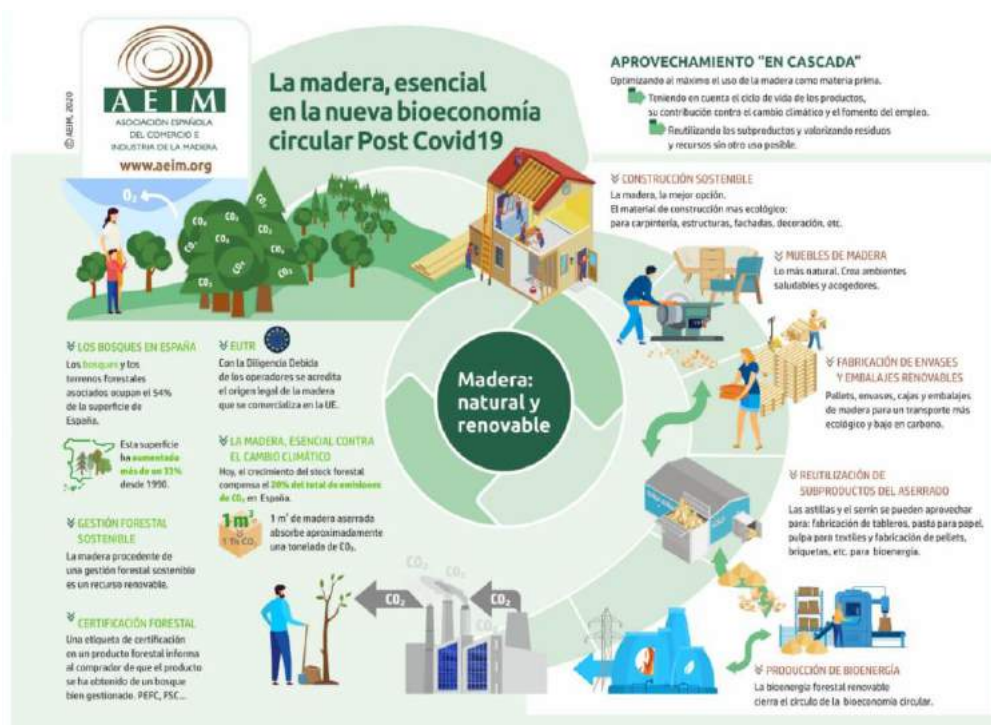 © AEIM, 2020
AEIM
ASOCIACIÓN ESPAÑOLA
DEL COMERCIO E
INDUSTRIA DE LA MADERA
www.aeim.org
La madera, esencial
en la nueva bioeconomía
circular Post Covid19
APROVECHAMIENTO "EN CASCADA"
Optimizando al máximo el uso de la madera como materia prima.
Teniendo en cuenta el ciclo de vida de los productos,
su contribución contra el cambio climático y el fomento del empleo.
Reutilizando los subproductos y valorizando residuos
y recursos sin otro uso posible.
O₂
CO₂
CO₂
CO₂
CO₂
CO₂
CO₂
CO₂
CO₂
CO₂
CONSTRUCCIÓN SOSTENIBLE
La madera, la mejor opción.
El material de construcción mas ecológico:
para carpintería, estructuras, fachadas, decoración, etc.
MUEBLES DE MADERA
Lo más natural. Crea ambientes
saludables y acogedores.
FABRICACIÓN DE ENVASES
Y EMBALAJES RENOVABLES
Pallets, envases, cajas y embalajes
de madera para un transporte más
ecológico y bajo en carbono.
REUTILIZACIÓN DE
SUBPRODUCTOS DEL ASERRADO
Las astillas y el serrín se pueden aprovechar
para: fabricación de tableros, pasta para papel,
pulpa para textiles y fabricación de pellets,
briquetas, etc. para bioenergía.
PRODUCCIÓN DE BIOENERGÍA
La bioenergía forestal renovable
cierra el círculo de la bioeconomía circular.
Madera:
natural y
renovable
LOS BOSQUES EN ESPAÑA
Los bosques y los
terrenos forestales
asociados ocupan el 54%
de la superficie de
España.
Esta superficie
ha aumentado
más de un 33%
desde 1990.
GESTIÓN FORESTAL
SOSTENIBLE
La madera procedente de
una gestión forestal sostenible
es un recurso renovable.
CERTIFICACIÓN FORESTAL
Una etiqueta de certificación
en un producto forestal informa
al comprador de que el producto
se ha obtenido de un bosque
bien gestionado. PEFC, FSC...
EUTR
Con la Diligencia Debida
de los operadores se acredita
el origen legal de la madera
que se comercializa en la UE.
LA MADERA, ESENCIAL CONTRA
EL CAMBIO CLIMÁTICO
Hoy, el crecimiento del stock forestal
compensa el 20% del total de emisiones
de CO₂ en España.
1 m³
1 Tn CO₂
1 m³ de madera aserrada
absorbe aproximadamente
una tonelada de CO₂.
CO₂
CO₂
CO₂
CO₂
CO₂